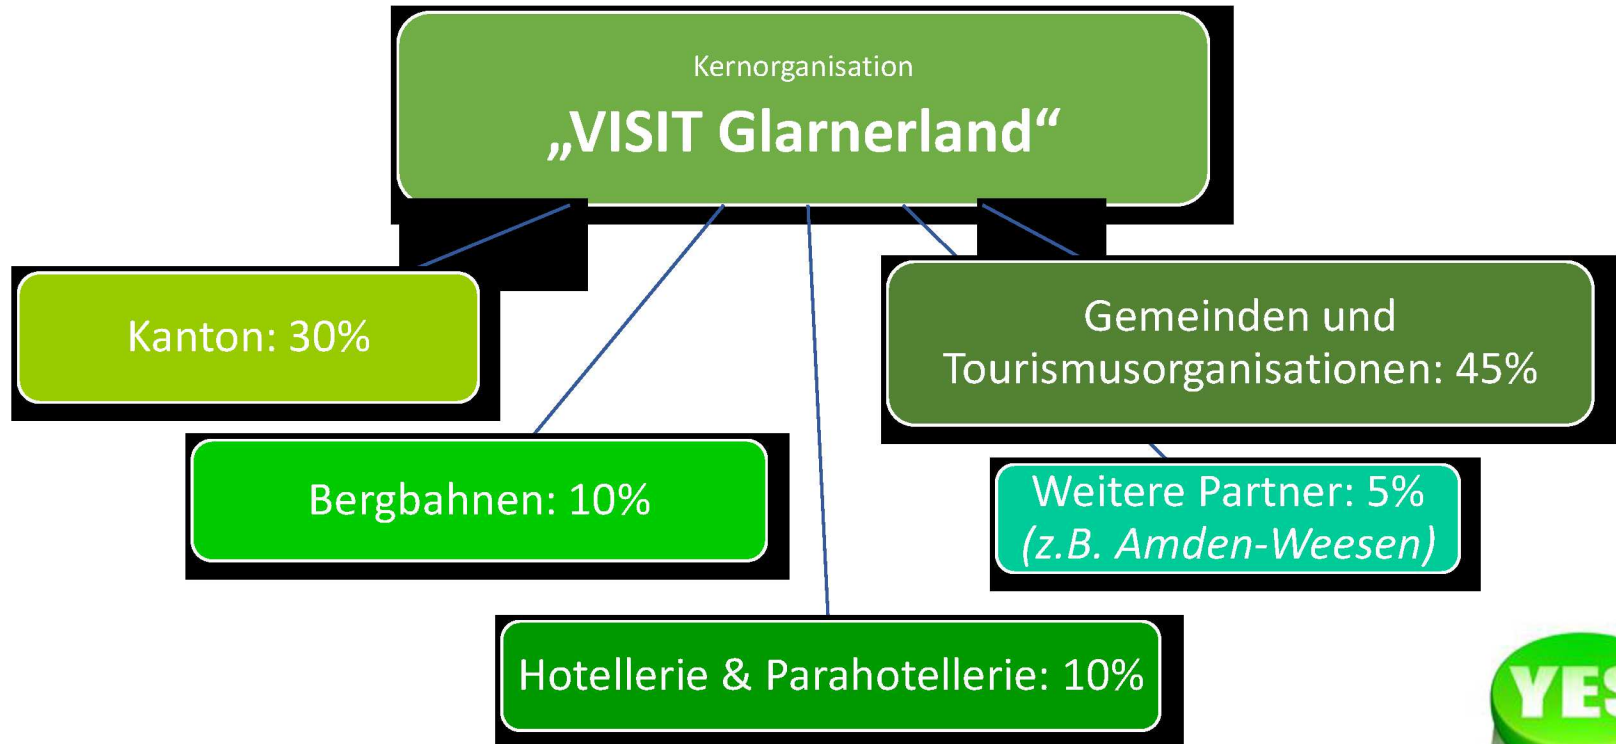 Kernorganisation
„VISIT Glarnerland“
Kanton: 30%
Gemeinden und
Tourismusorganisationen: 45%
Bergbahnen: 10%
Weitere Partner: 5%
(z.B. Amden-Weesen)
Hotellerie & Parahotellerie: 10%
YES